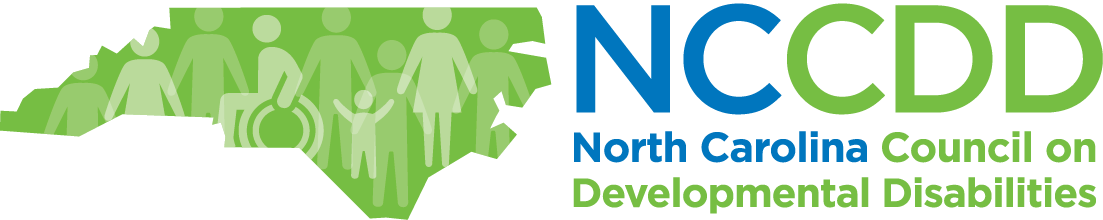 NCCDD
North Carolina Council on
Developmental Disabilities